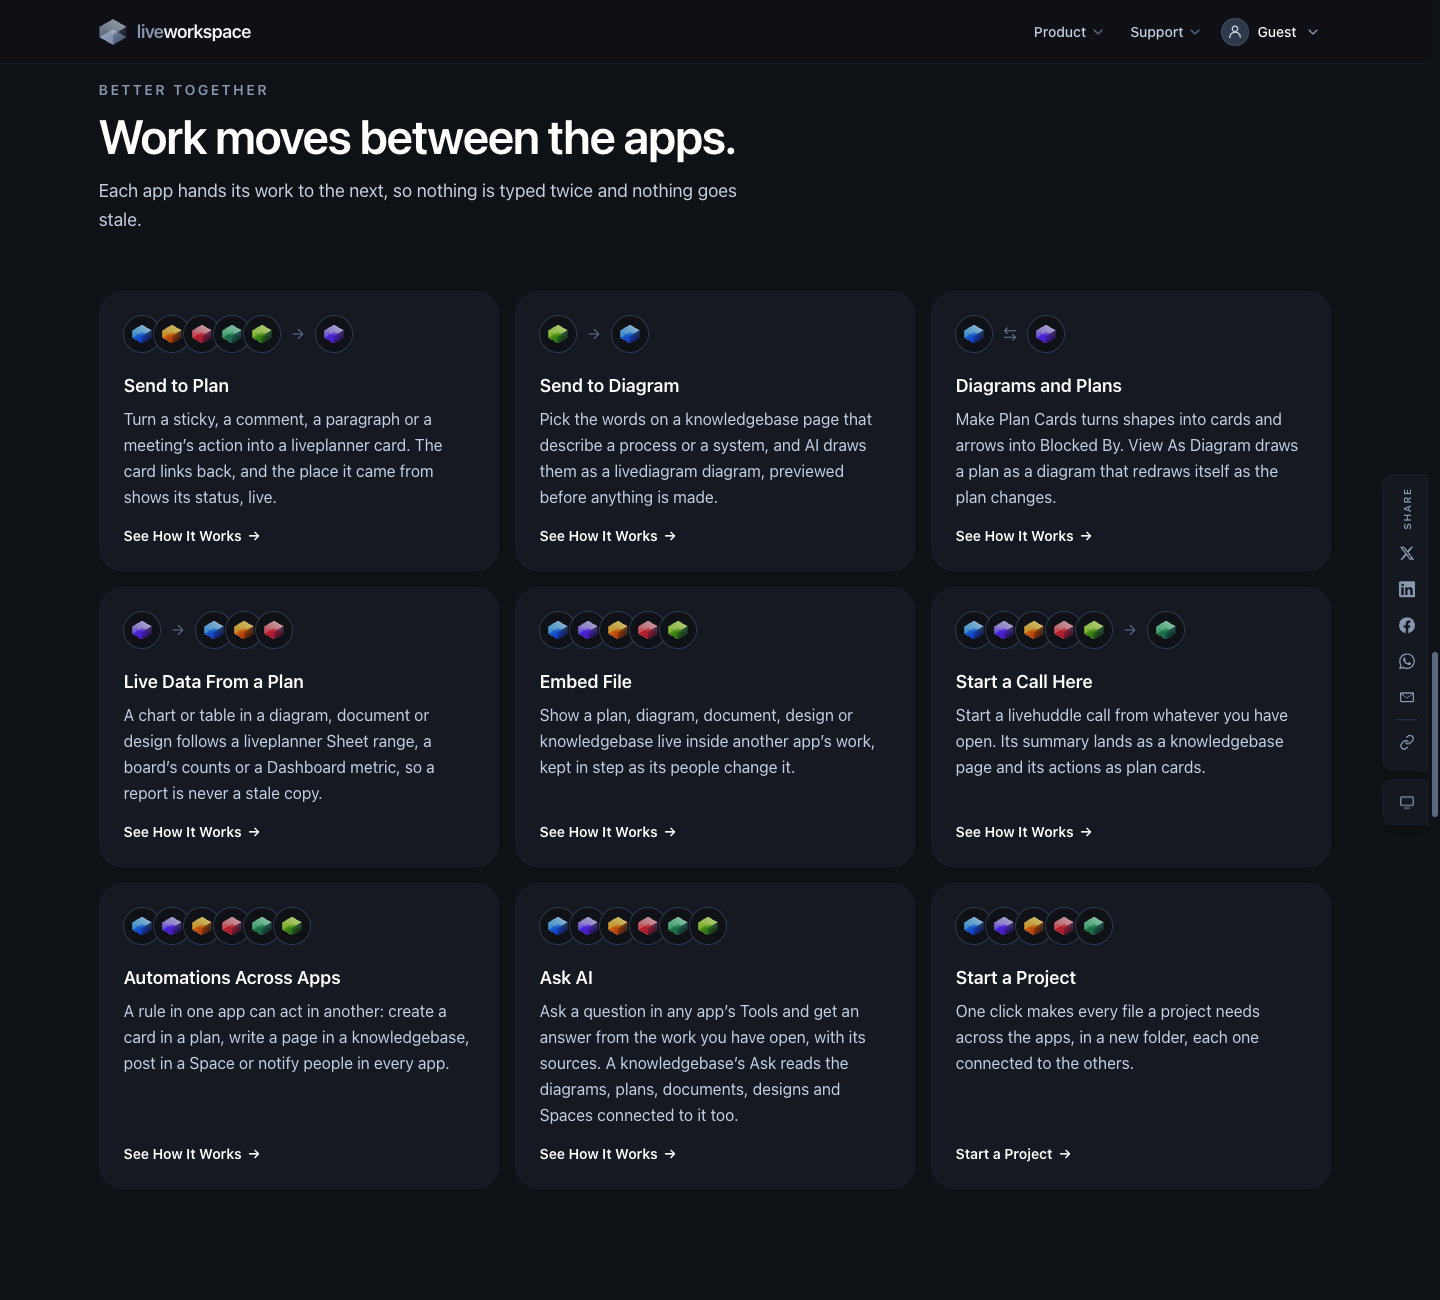 liveworkspace
Product
Support
Guest
BETTER TOGETHER
Work moves between the apps.
Each app hands its work to the next, so nothing is typed twice and nothing goes
stale.
Send to Plan
Turn a sticky, a comment, a paragraph or a
meeting’s action into a liveplanner card. The
card links back, and the place it came from
shows its status, live.
See How It Works →
Send to Diagram
Pick the words on a knowledgebase page that
describe a process or a system, and AI draws
them as a livediagram diagram, previewed
before anything is made.
See How It Works →
Diagrams and Plans
Make Plan Cards turns shapes into cards and
arrows into Blocked By. View As Diagram draws
a plan as a diagram that redraws itself as the
plan changes.
See How It Works →
Live Data From a Plan
A chart or table in a diagram, document or
design follows a liveplanner Sheet range, a
board’s counts or a Dashboard metric, so a
report is never a stale copy.
See How It Works →
Embed File
Show a plan, diagram, document, design or
knowledgebase live inside another app’s work,
kept in step as its people change it.
See How It Works →
Start a Call Here
Start a livehuddle call from whatever you have
open. Its summary lands as a knowledgebase
page and its actions as plan cards.
See How It Works →
Automations Across Apps
A rule in one app can act in another: create a
card in a plan, write a page in a knowledgebase,
post in a Space or notify people in every app.
See How It Works →
Ask AI
Ask a question in any app’s Tools and get an
answer from the work you have open, with its
sources. A knowledgebase’s Ask reads the
diagrams, plans, documents, designs and
Spaces connected to it too.
See How It Works →
Start a Project
One click makes every file a project needs
across the apps, in a new folder, each one
connected to the others.
Start a Project →
SHARE